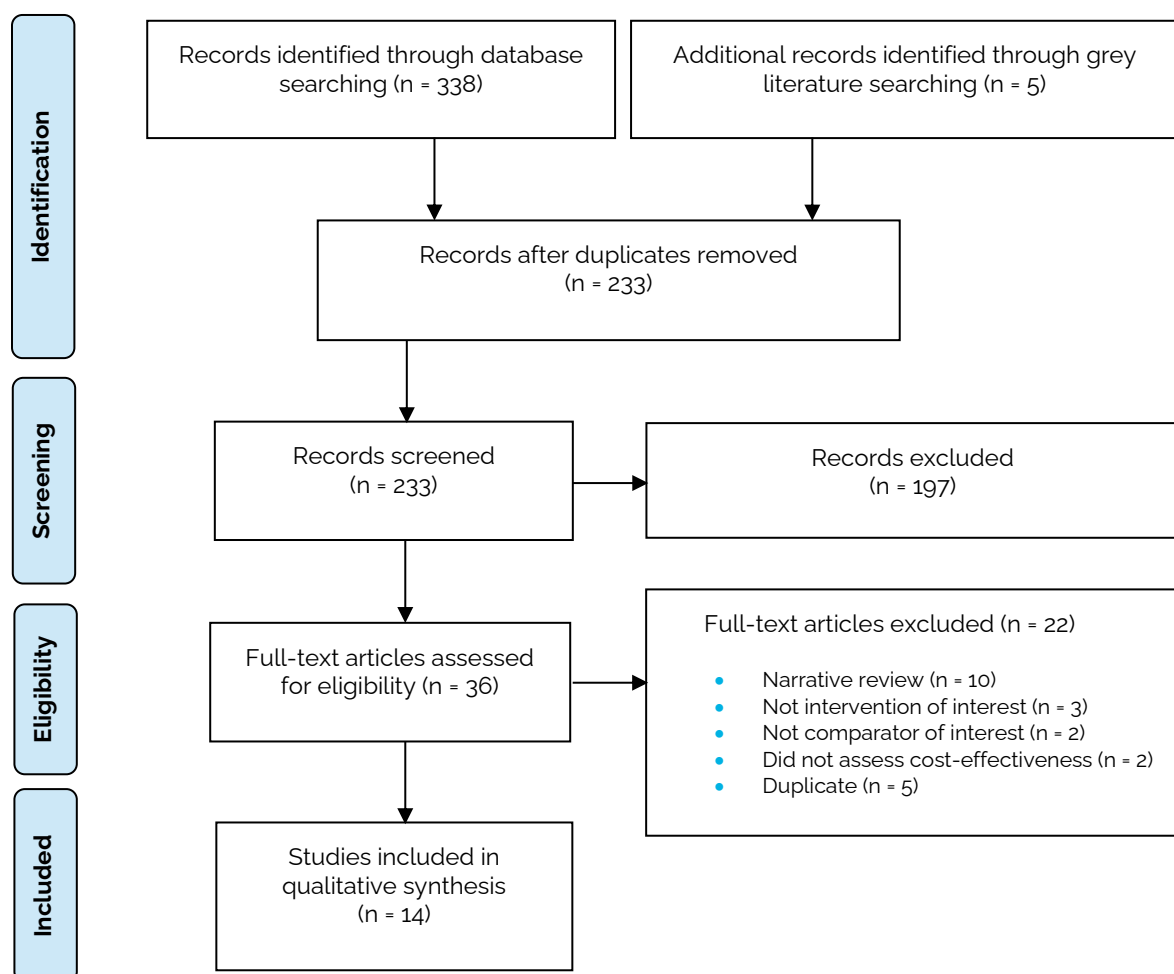 Identification
Records identified through database
searching (n = 338)
Additional records identified through grey
literature searching (n = 5)
Records after duplicates removed
(n = 233)
Screening
Records screened
(n = 233)
Records excluded
(n = 197)
Eligibility
Full-text articles assessed
for eligibility (n = 36)
Full-text articles excluded (n = 22)
• Narrative review (n = 10)
• Not intervention of interest (n = 3)
• Not comparator of interest (n = 2)
• Did not assess cost-effectiveness (n = 2)
• Duplicate (n = 5)
Included
Studies included in
qualitative synthesis
(n = 14)